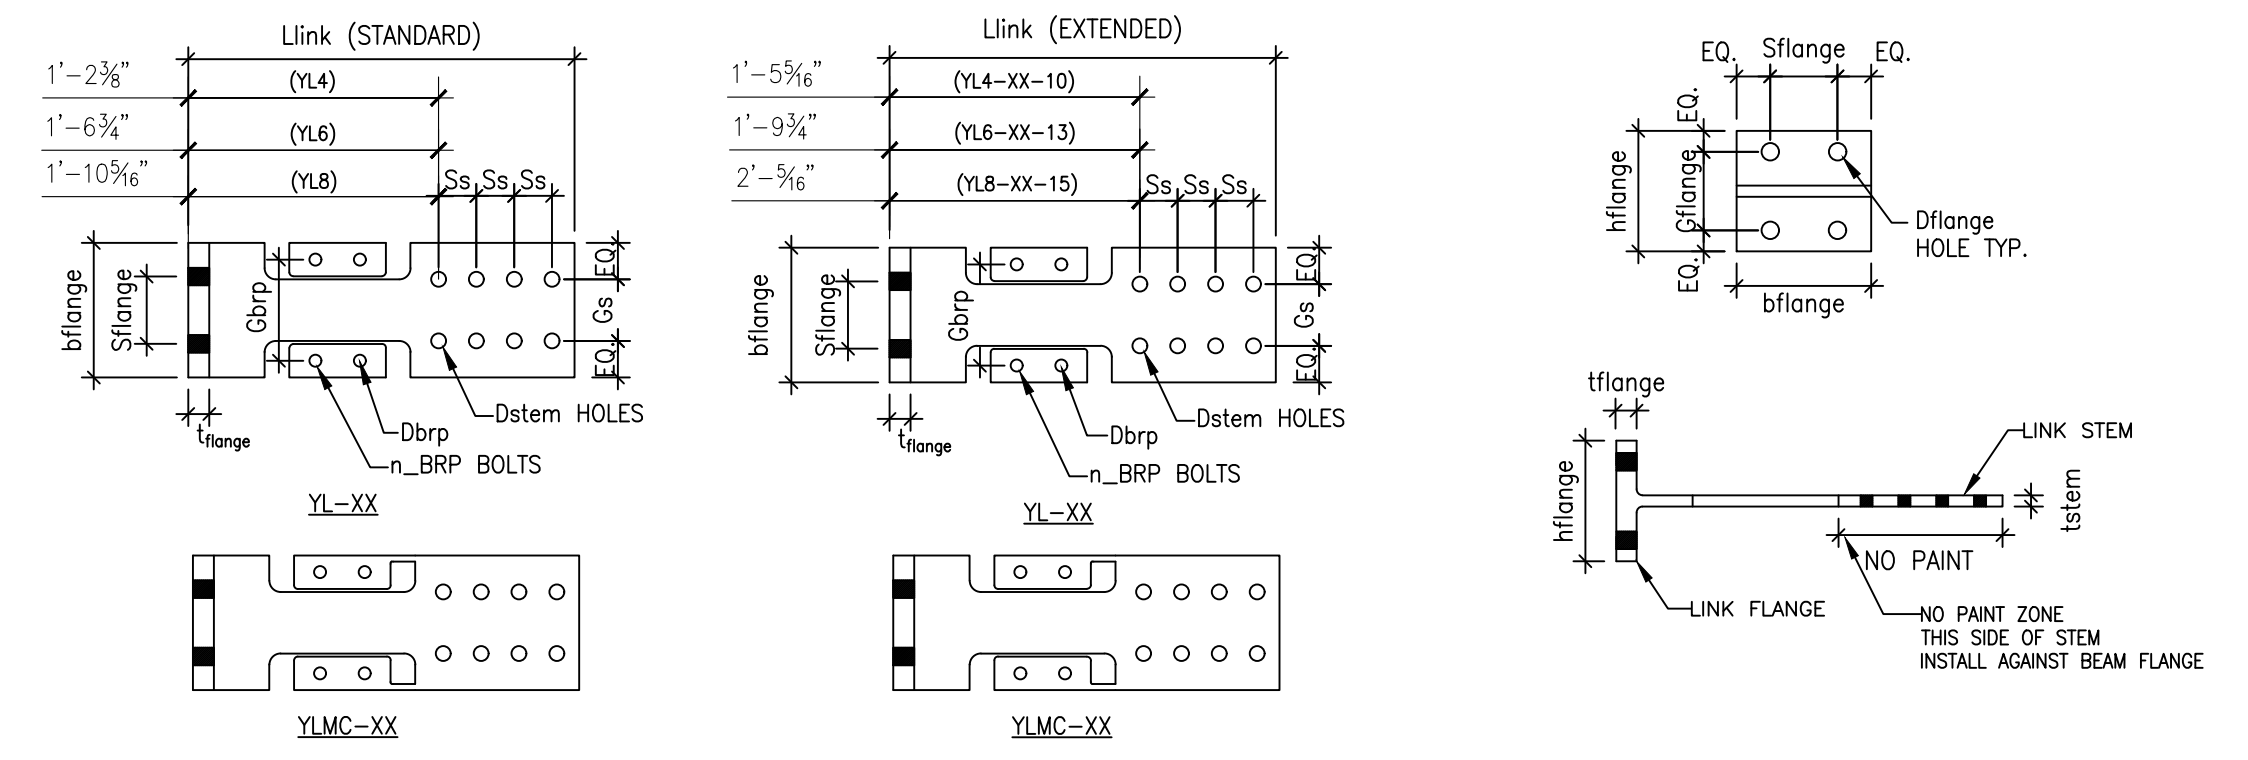 Llink (STANDARD)
1'-2⅜"
(YL4)
1'-6¾"
(YL6)
1'-105⁄16"
(YL8)
Ss Ss Ss
bflange
Sflange
Gbrp
EQ.
Gs
EQ.
tflange
Dstem HOLES
Dbrp
n_BRP BOLTS
YL-XX
YLMC-XX
Llink (EXTENDED)
1'-55⁄16"
(YL4-XX-10)
1'-9¾"
(YL6-XX-13)
2'-5⁄16"
(YL8-XX-15)
Ss Ss Ss
bflange
Sflange
Gbrp
EQ.
Gs
EQ.
tflange
Dstem HOLES
Dbrp
n_BRP BOLTS
YL-XX
YLMC-XX
EQ. Sflange EQ.
EQ.
hflange
Gflange
EQ.
Dflange
HOLE TYP.
bflange
tflange
LINK STEM
hflange
tstem
NO PAINT
LINK FLANGE
NO PAINT ZONE
THIS SIDE OF STEM
INSTALL AGAINST BEAM FLANGE